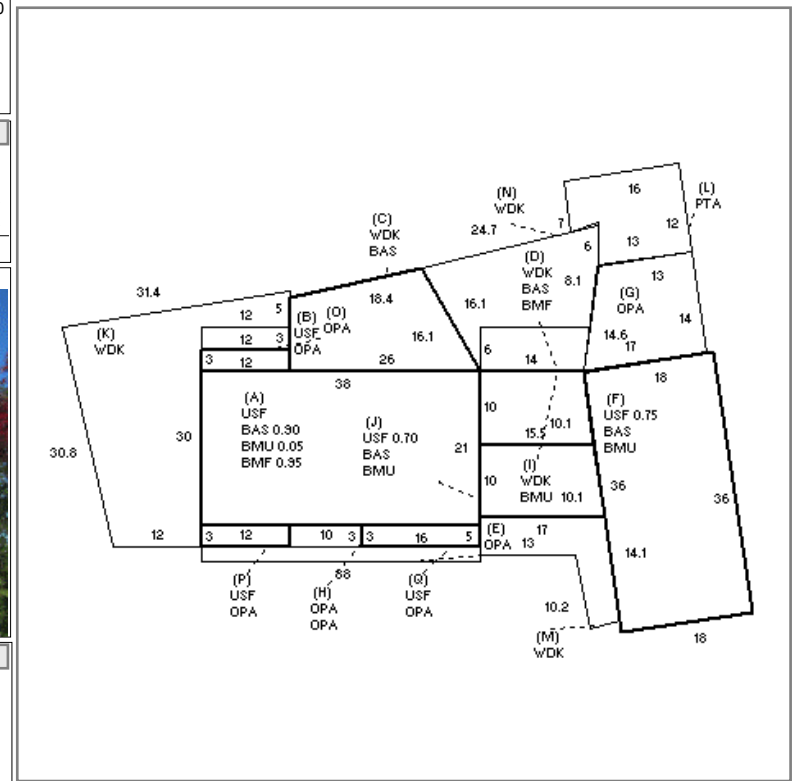 16
(L)
PTA
(N)
WDK
7
12
(C)
WDK
BAS
24.7
6
13
(D)
WDK
BAS
BMF
8.1
13
(G)
OPA
31.4
18.4
16.1
14
12
5
(O)
OPA
(B)
USF
OPA
(K)
WDK
12
3
16.1
14.6
3
12
26
6
14
17
38
18
(A)
USF
BAS 0.90
BMU 0.05
BMF 0.95
(J)
USF 0.70
BAS
BMU
10
15.5
10.1
(F)
USF 0.75
BAS
BMU
30
21
30.8
(I)
WDK
BMU
10
10.1
36
36
12
3
12
10
3
3
16
5
(E)
OPA
17
13
14.1
(P)
USF
OPA
(H)
OPA
OPA
(Q)
USF
OPA
10.2
(M)
WDK
18